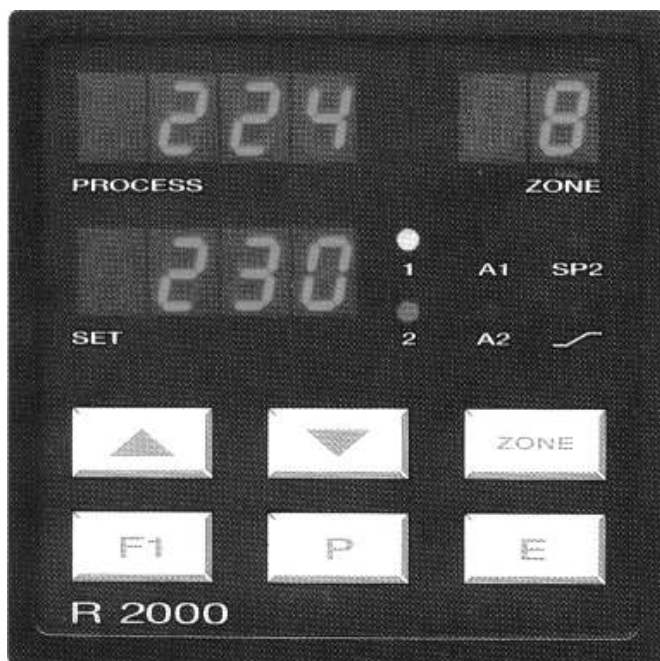 224 8
PROCESS ZONE
230
1 A1 SP2
SET 2 A2
ZONE
F1 P E
R 2000